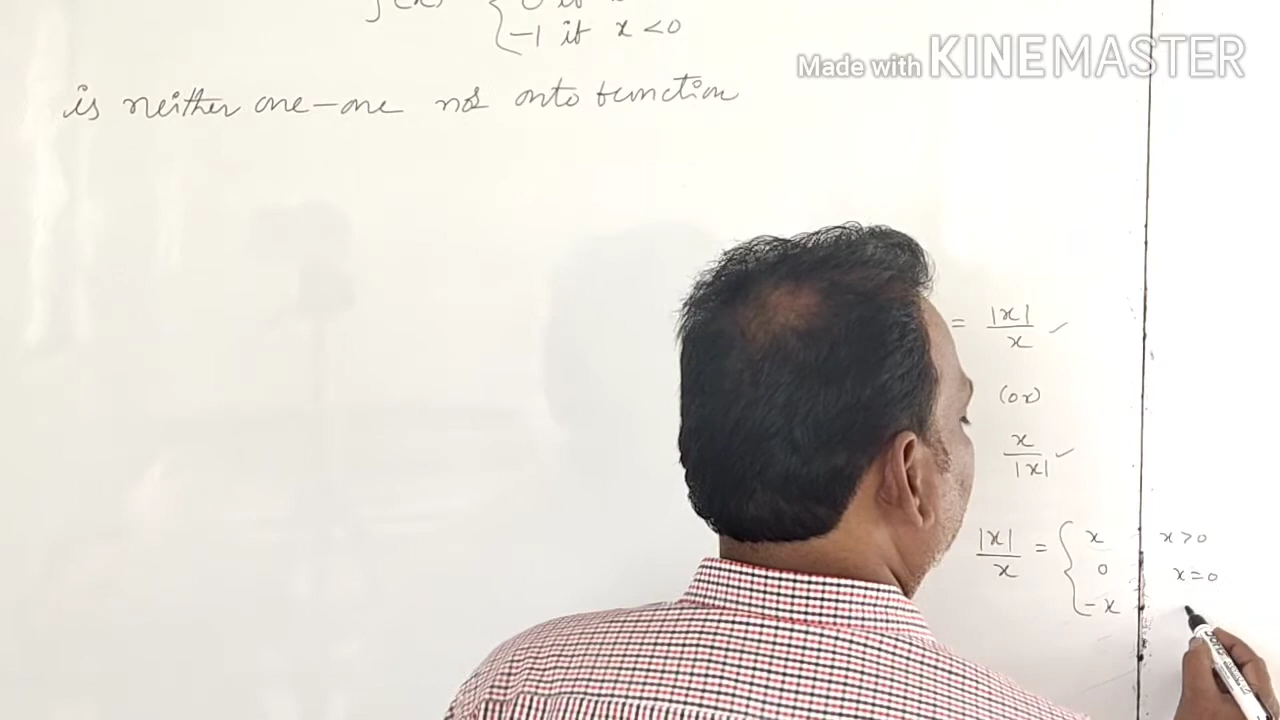 Made with KINEMASTER
-1 if x < 0
is neither one-one nor onto function
= |x|/x ✓
(or)
x/|x| ✓
|x|/x = { x x > 0
0 x = 0
-x